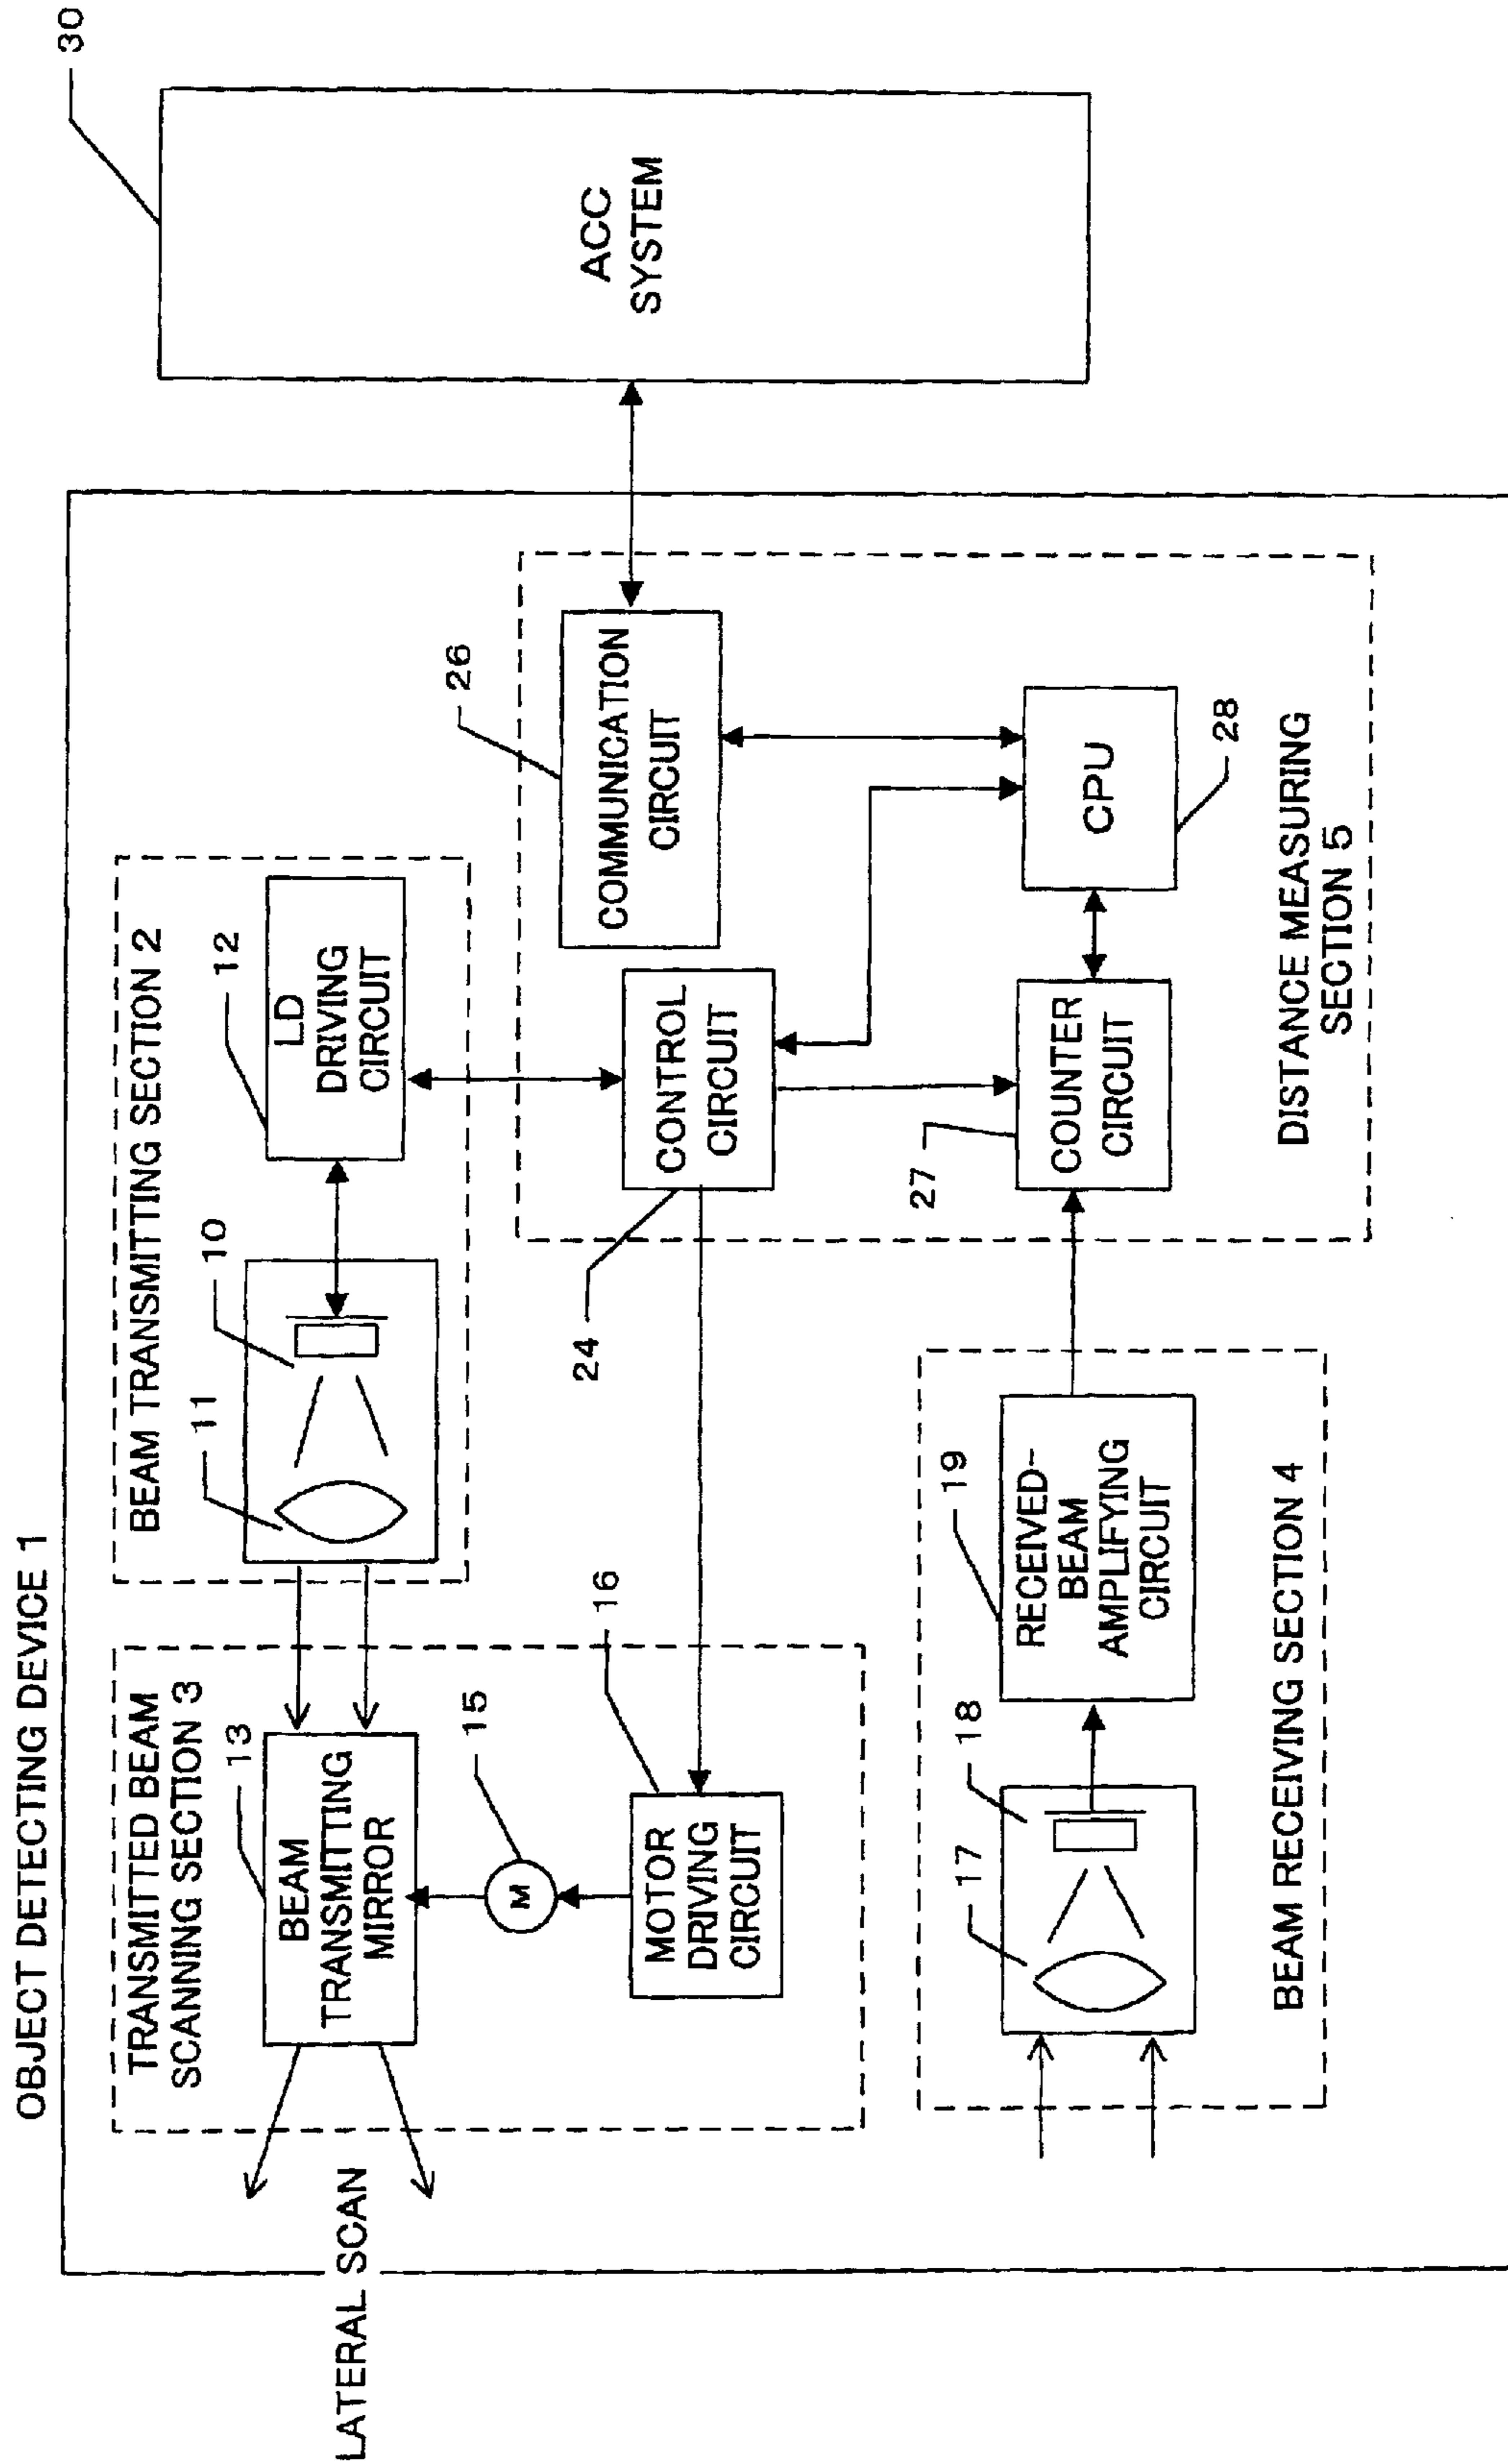 OBJECT DETECTING DEVICE 1
TRANSMITTED BEAM
SCANNING SECTION 3
13
BEAM
TRANSMITTING
MIRROR
LATERAL SCAN
15
M
16
MOTOR
DRIVING
CIRCUIT
BEAM TRANSMITTING SECTION 2
11
10
12
LD
DRIVING
CIRCUIT
17
18
19
RECEIVED-
BEAM
AMPLIFYING
CIRCUIT
BEAM RECEIVING SECTION 4
24
CONTROL
CIRCUIT
26
COMMUNICATION
CIRCUIT
27
COUNTER
CIRCUIT
CPU
28
DISTANCE MEASURING
SECTION 5
30
ACC
SYSTEM